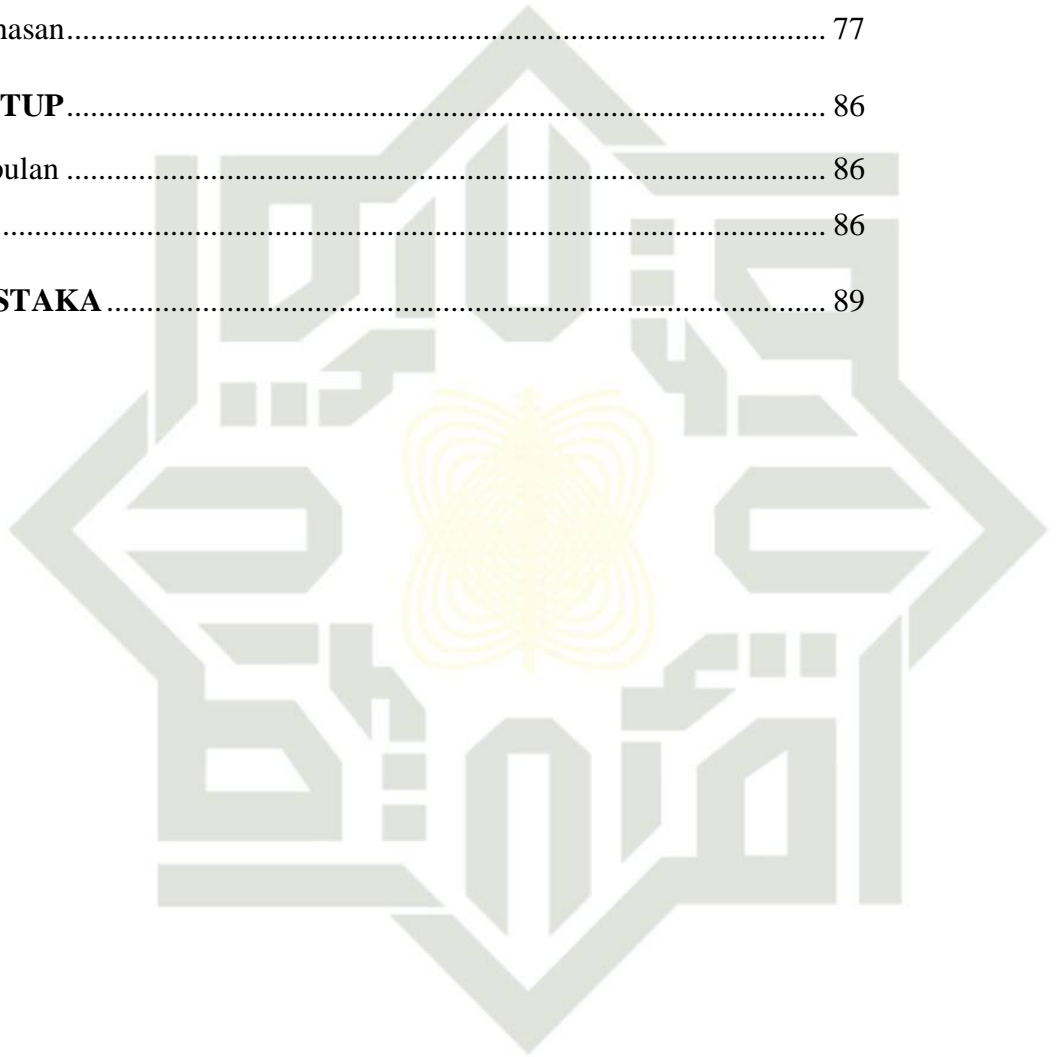 hasan........................................................................................ 77
TUP........................................................................................ 86
pulan ........................................................................................ 86
........................................................................................ 86
STAKA........................................................................................ 89